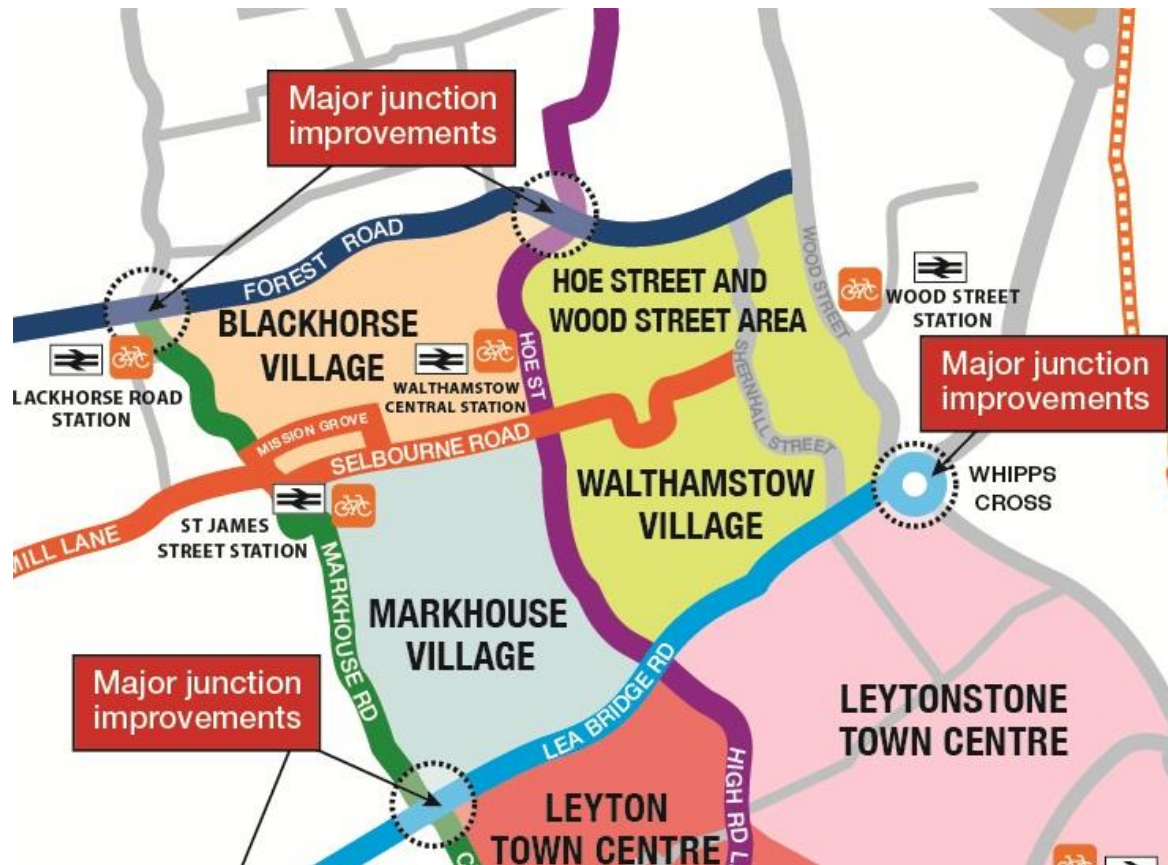 Major junction
improvements
FOREST ROAD
BLACKHORSE
VILLAGE
HOE STREET AND
WOOD STREET AREA
WOOD STREET
WOOD STREET
STATION
Major junction
improvements
LACKHORSE ROAD
STATION
WALTHAMSTOW
CENTRAL STATION
HOE ST
SHERNHALL STREET
MISSION GROVE
SELBOURNE ROAD
WHIPPS
CROSS
WALTHAMSTOW
VILLAGE
ST JAMES
STREET STATION
MILL LANE
MARKHOUSE RD
MARKHOUSE
VILLAGE
Major junction
improvements
LEA BRIDGE RD
LEYTONSTONE
TOWN CENTRE
HIGH RD L
LEYTON
TOWN CENTRE
C